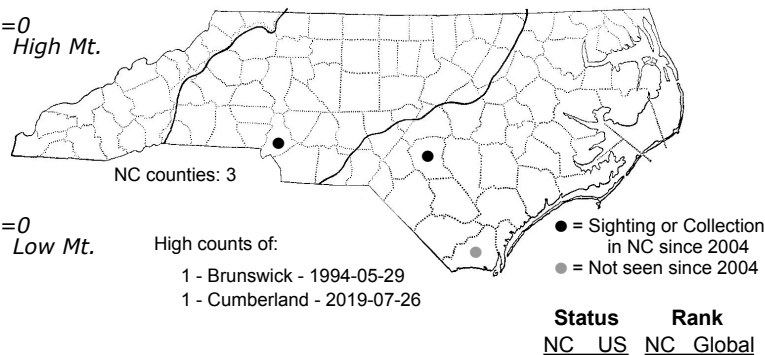 =0
High Mt.
NC counties: 3
=0
Low Mt.
High counts of:
1 - Brunswick - 1994-05-29
1 - Cumberland - 2019-07-26
● = Sighting or Collection
in NC since 2004
● = Not seen since 2004
Status Rank
NC US NC Global